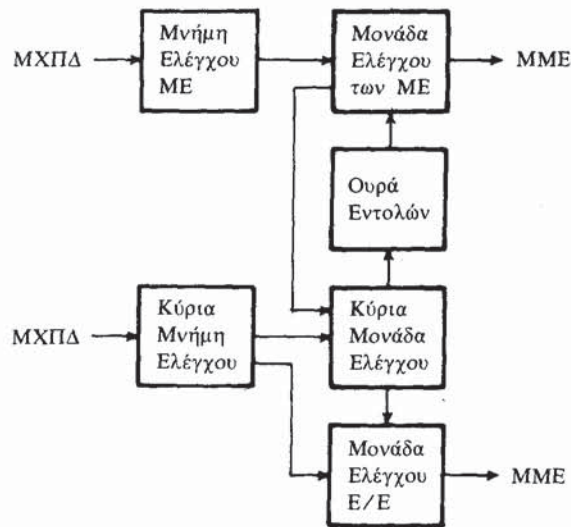 ΜΧΠΔ
Μνήμη
Ελέγχου
ΜΕ
Μονάδα
Ελέγχου
των ΜΕ
ΜΜΕ
Ουρά
Εντολών
ΜΧΠΔ
Κύρια
Μνήμη
Ελέγχου
Κύρια
Μονάδα
Ελέγχου
Μονάδα
Ελέγχου
Ε/Ε
ΜΜΕ